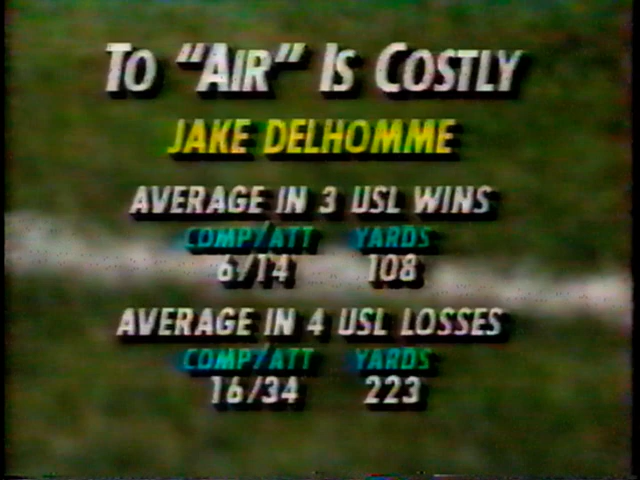 TO "AIR" IS COSTLY
JAKE DELHOMME
AVERAGE IN 3 USL WINS
COMP/ATT YARDS
6/14 108
AVERAGE IN 4 USL LOSSES
COMP/ATT YARDS
16/34 223